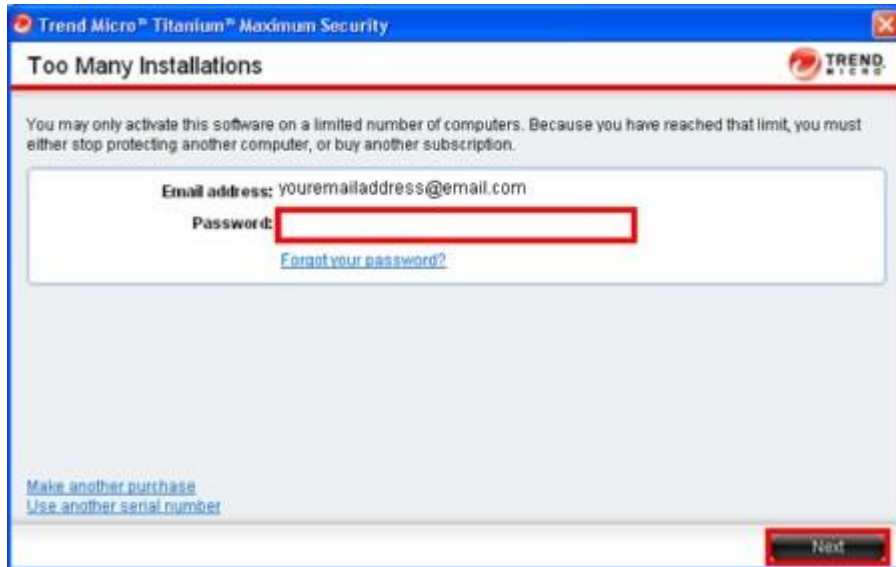 Trend Micro™ Titanium™ Maximum Security
Too Many Installations
TREND
MICRO
You may only activate this software on a limited number of computers. Because you have reached that limit, you must
either stop protecting another computer, or buy another subscription.
Email address: youremailaddress@email.com
Password:
Forgot your password?
Make another purchase
Use another serial number
Next